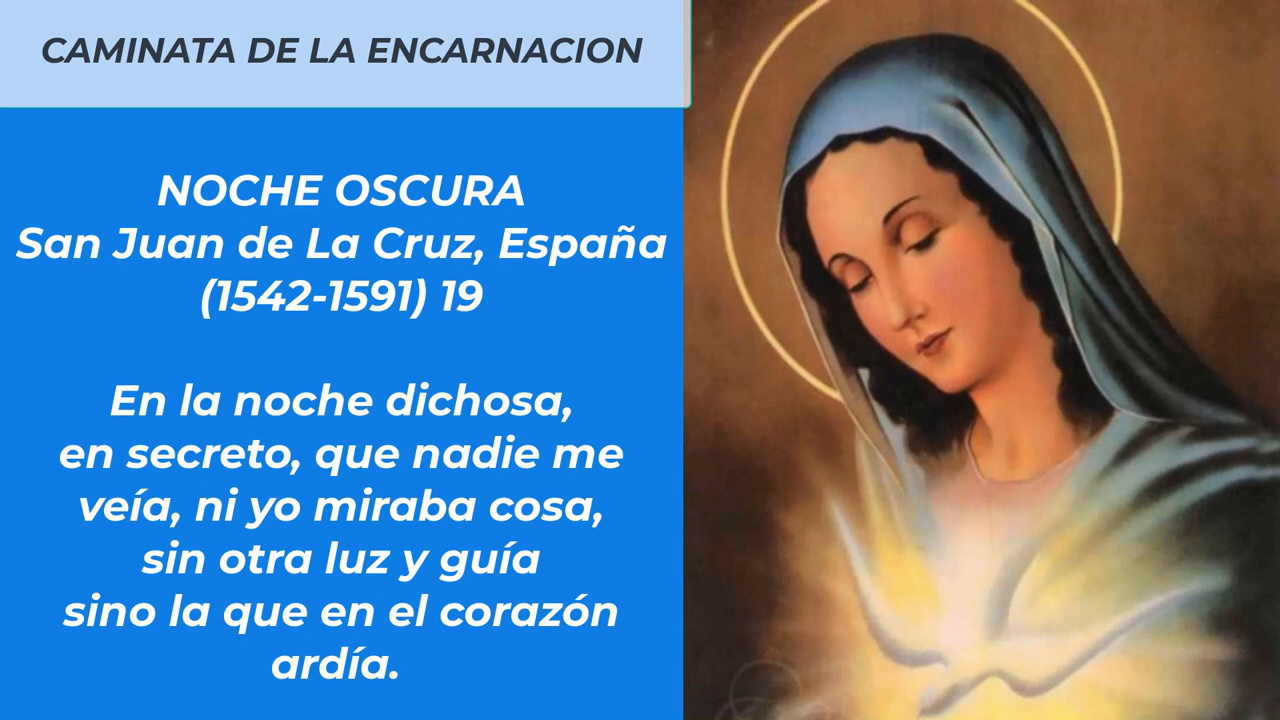 CAMINATA DE LA ENCARNACION
NOCHE OSCURA
San Juan de La Cruz, España
(1542-1591) 19
En la noche dichosa,
en secreto, que nadie me
veía, ni yo miraba cosa,
sin otra luz y guía
sino la que en el corazón
ardía.